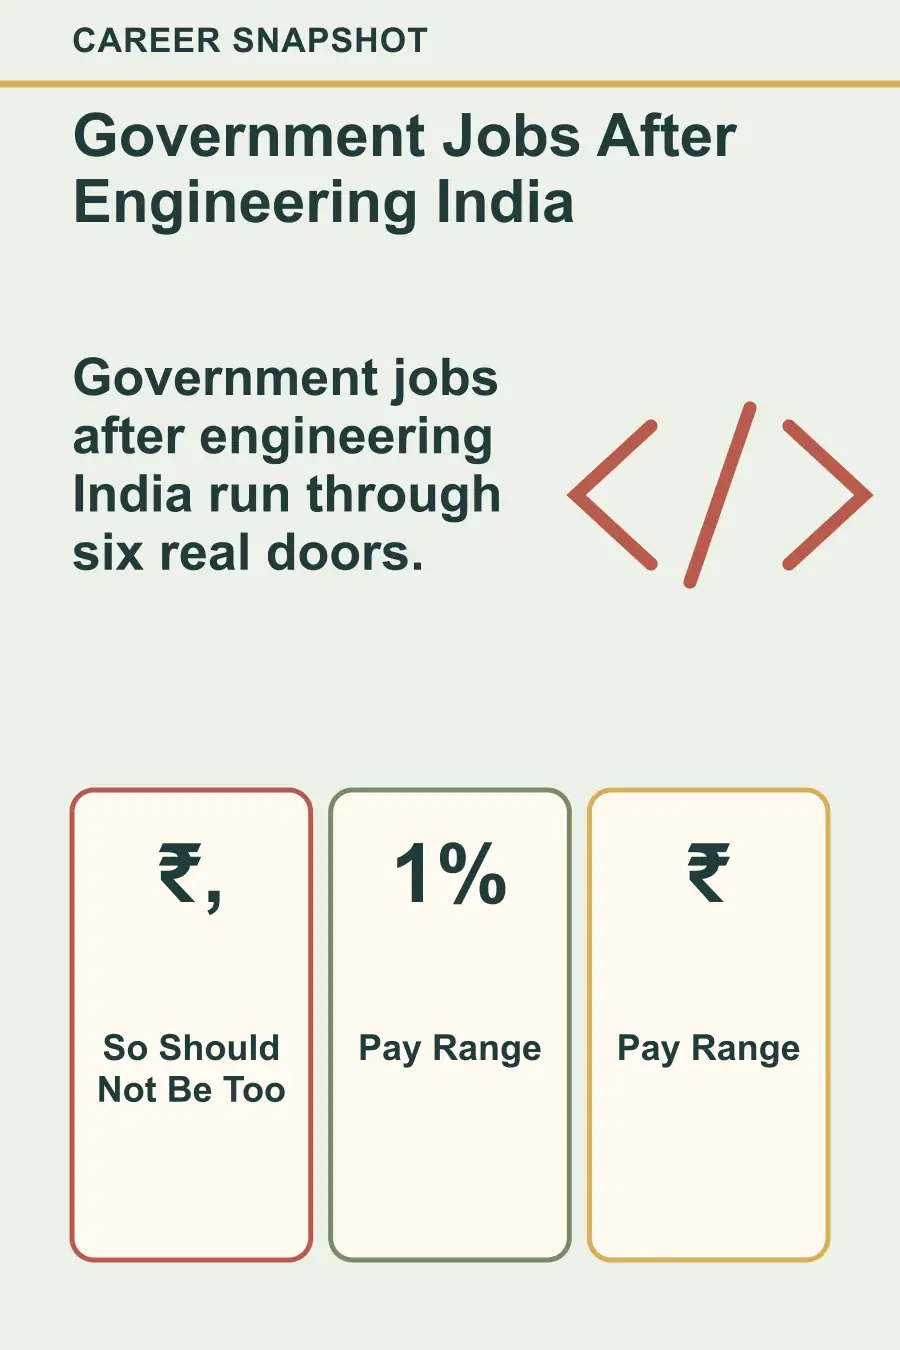 CAREER SNAPSHOT
Government Jobs After
Engineering India
Government jobs
after engineering
India run through
six real doors.
</>
₹,
So Should
Not Be Too
1%
Pay Range
₹
Pay Range